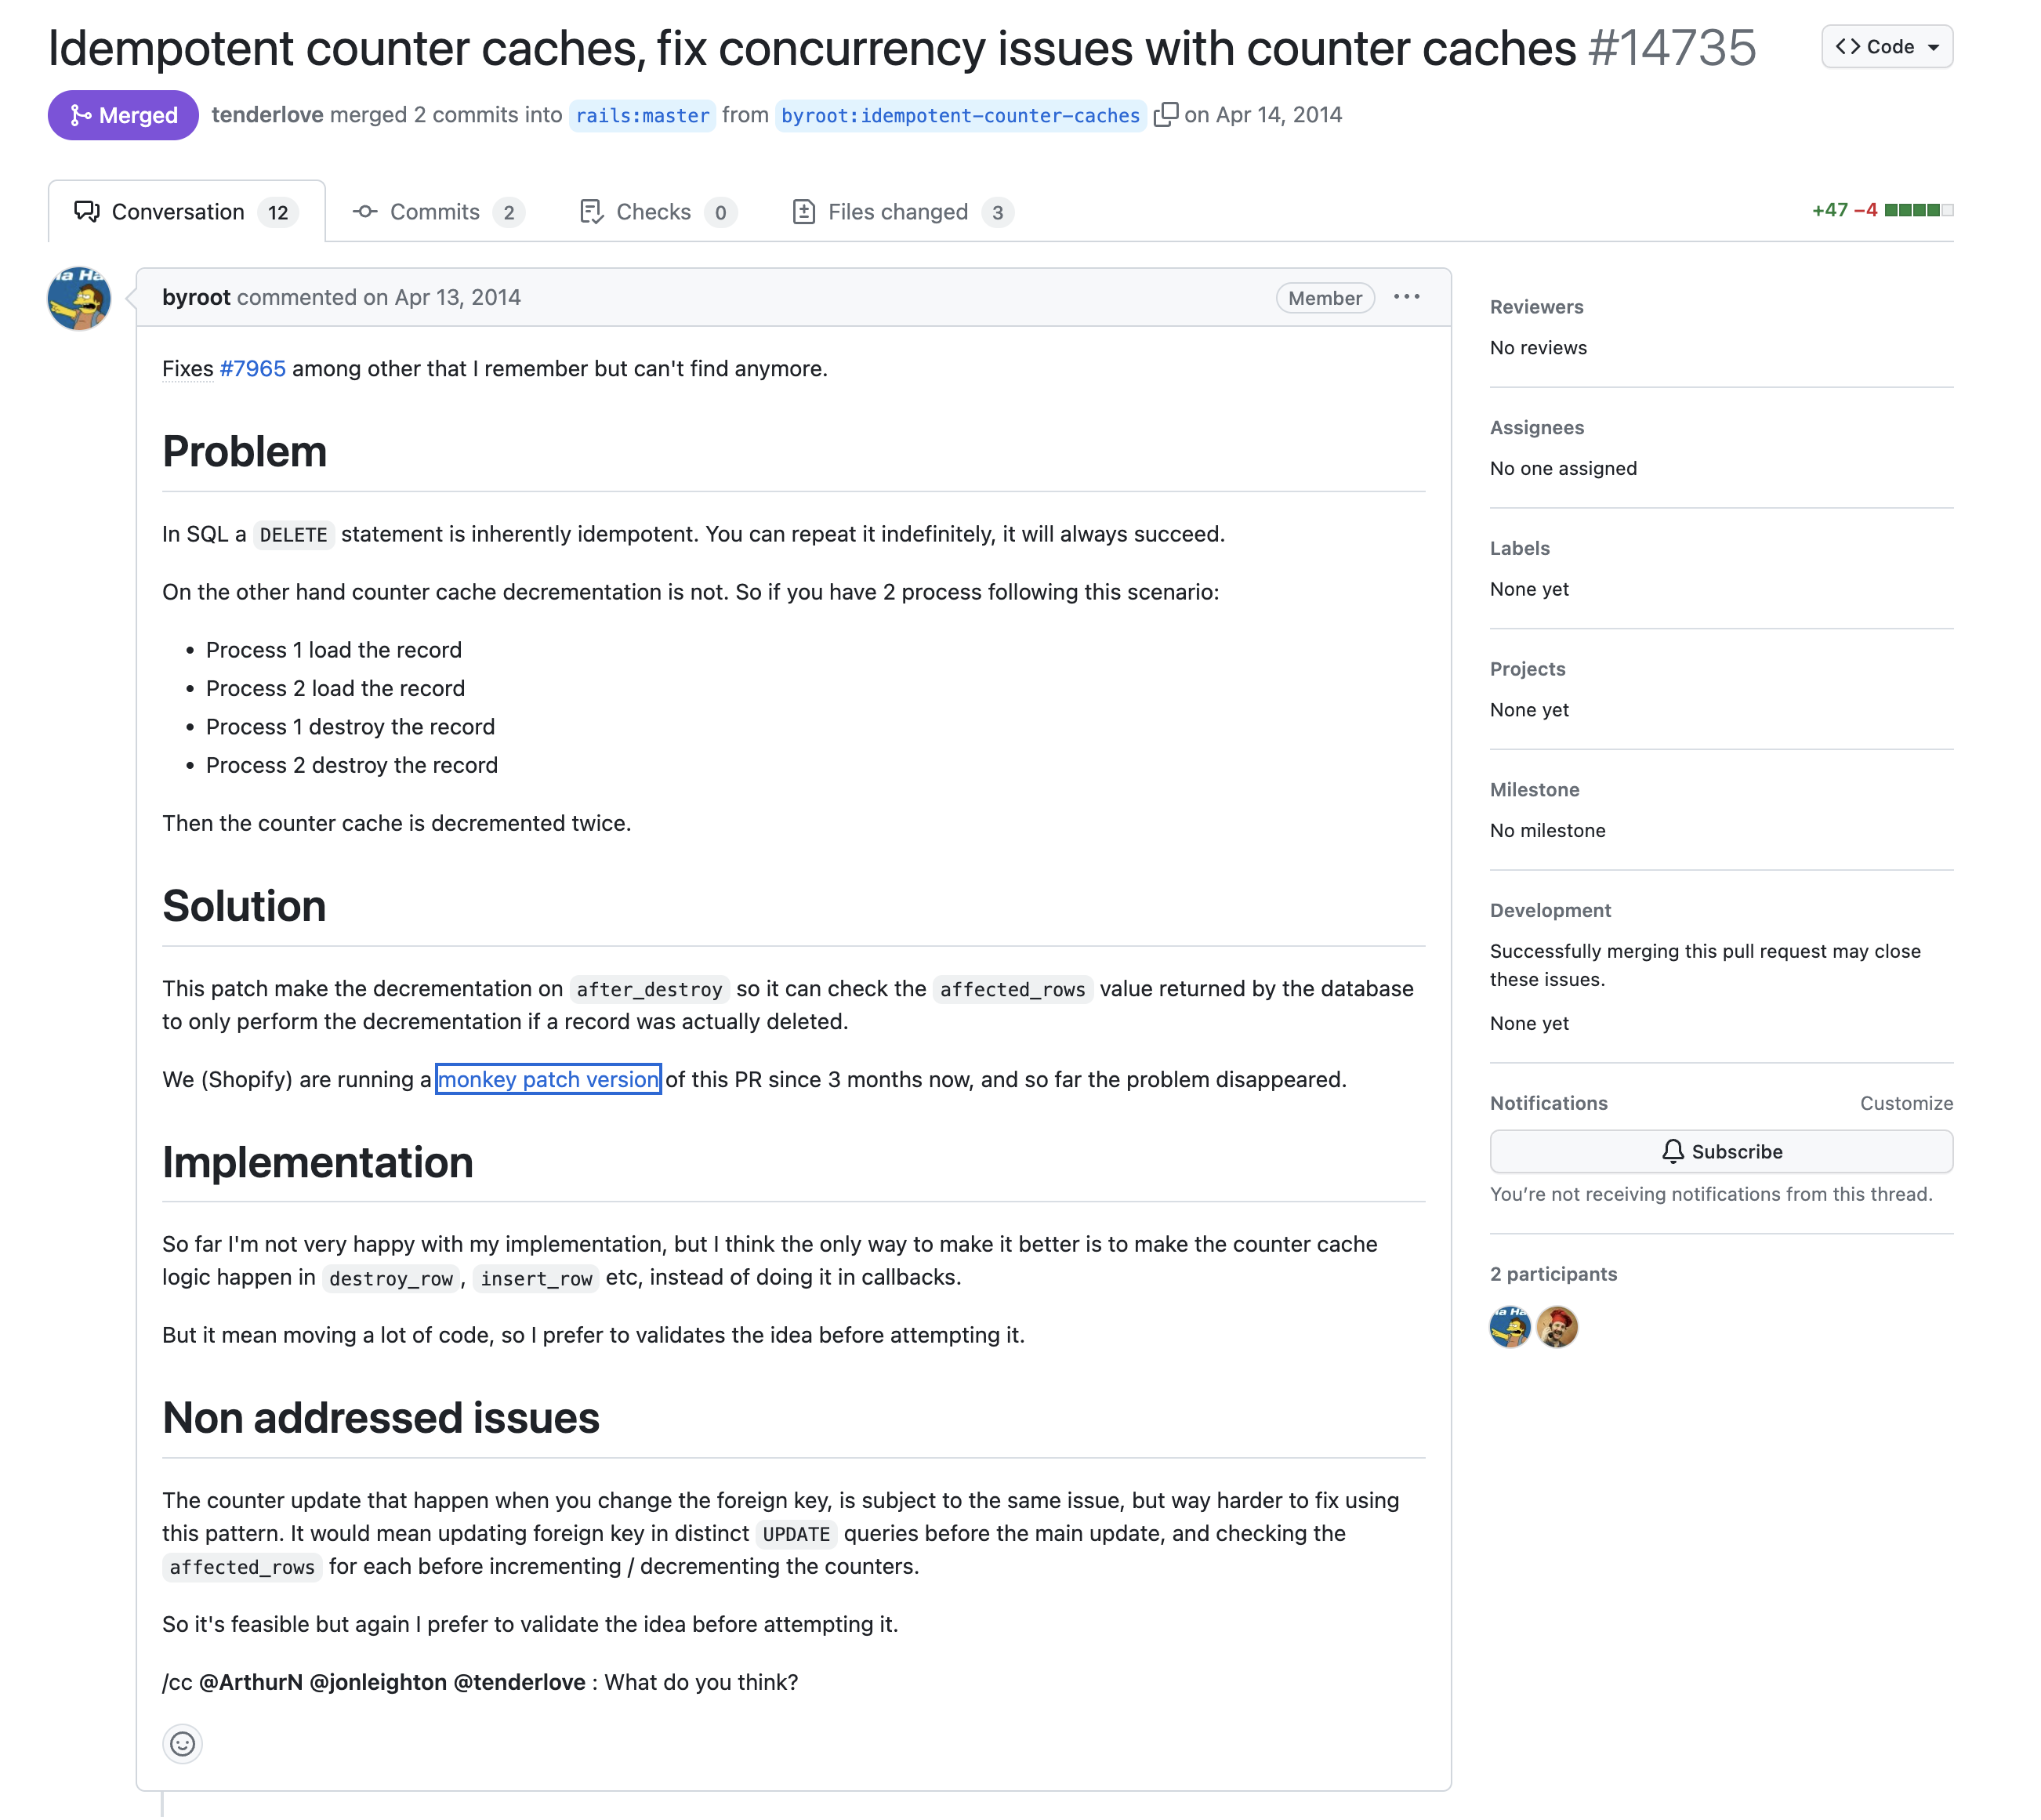 Idempotent counter caches, fix concurrency issues with counter caches #14735
Code
Merged
tenderlove merged 2 commits into rails:master from byroot:idempotent-counter-caches on Apr 14, 2014
Conversation 12
Commits 2
Checks 0
Files changed 3
+47 −4
byroot commented on Apr 13, 2014
Member
Fixes #7965 among other that I remember but can't find anymore.
Problem
In SQL a DELETE statement is inherently idempotent. You can repeat it indefinitely, it will always succeed.
On the other hand counter cache decrementation is not. So if you have 2 process following this scenario:
• Process 1 load the record
• Process 2 load the record
• Process 1 destroy the record
• Process 2 destroy the record
Then the counter cache is decremented twice.
Solution
This patch make the decrementation on after_destroy so it can check the affected_rows value returned by the database
to only perform the decrementation if a record was actually deleted.
We (Shopify) are running a monkey patch version of this PR since 3 months now, and so far the problem disappeared.
Implementation
So far I'm not very happy with my implementation, but I think the only way to make it better is to make the counter cache
logic happen in destroy_row, insert_row etc, instead of doing it in callbacks.
But it mean moving a lot of code, so I prefer to validates the idea before attempting it.
Non addressed issues
The counter update that happen when you change the foreign key, is subject to the same issue, but way harder to fix using
this pattern. It would mean updating foreign key in distinct UPDATE queries before the main update, and checking the
affected_rows for each before incrementing / decrementing the counters.
So it's feasible but again I prefer to validate the idea before attempting it.
/cc @ArthurN @jonleighton @tenderlove : What do you think?
Reviewers
No reviews
Assignees
No one assigned
Labels
None yet
Projects
None yet
Milestone
No milestone
Development
Successfully merging this pull request may close
these issues.
None yet
Notifications
Customize
Subscribe
You're not receiving notifications from this thread.
2 participants